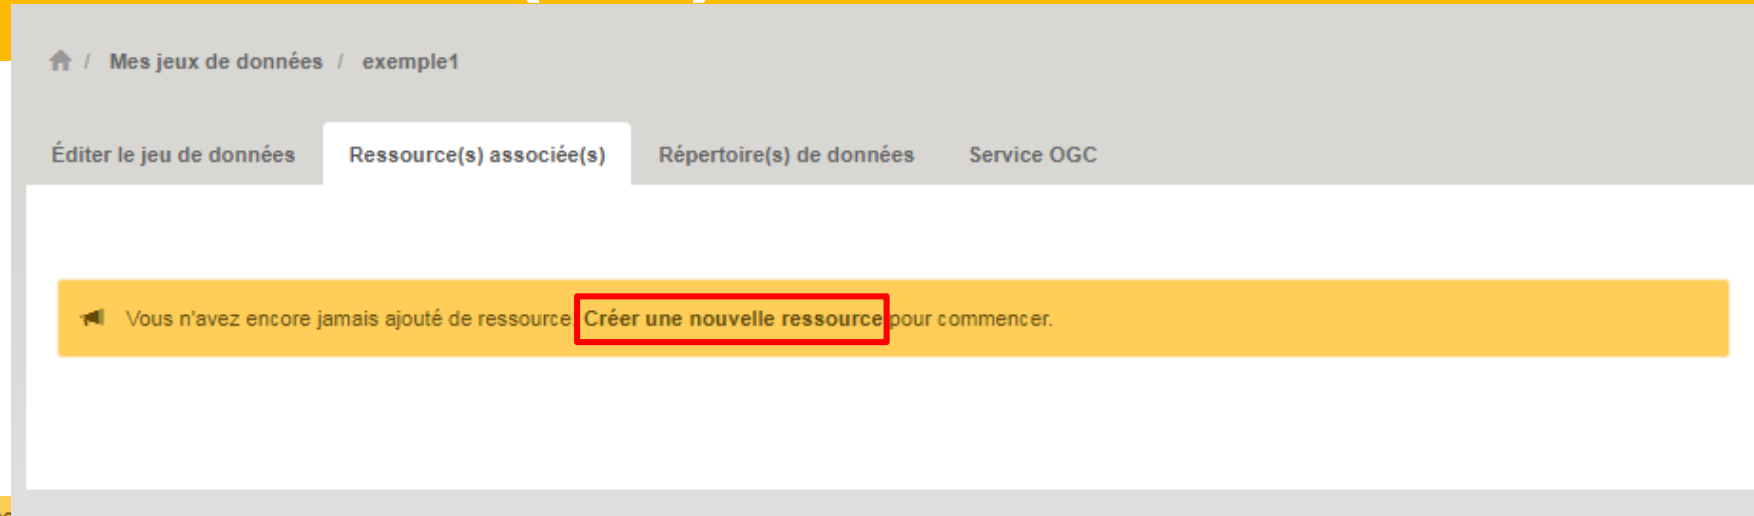 / Mes jeux de données / exemple1
Éditer le jeu de données Ressource(s) associée(s) Répertoire(s) de données Service OGC
Vous n'avez encore jamais ajouté de ressource. Créer une nouvelle ressource pour commencer.